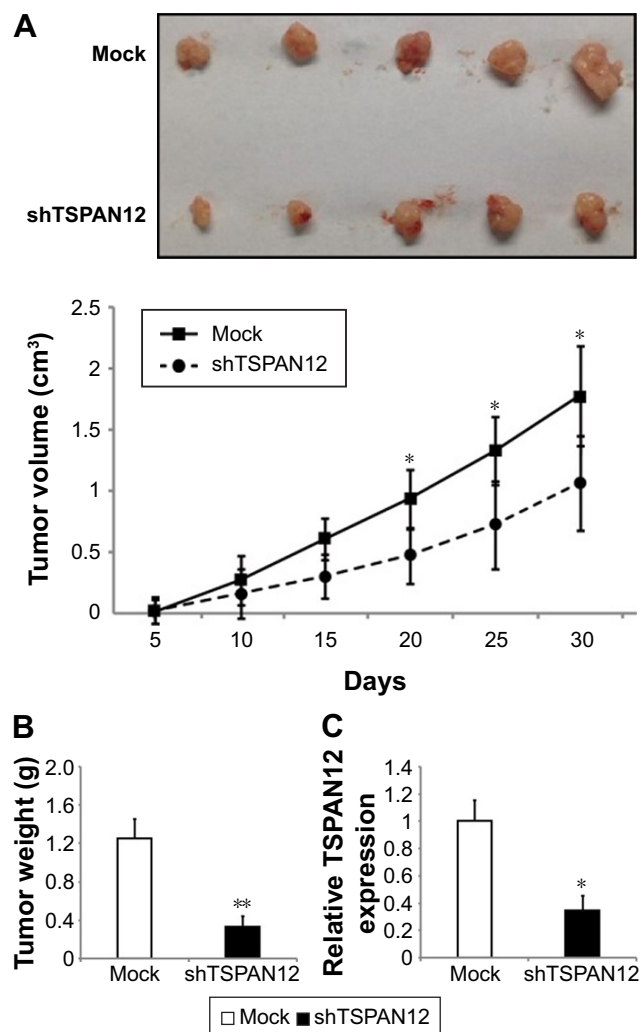 A
Mock
shTSPAN12
Tumor volume (cm³)
2.5
2
1.5
1
0.5
0
Mock
shTSPAN12
*
*
*
5 10 15 20 25 30
Days
B
Tumor weight (g)
2.0
1.6
1.2
0.8
0.4
0
**
Mock shTSPAN12
C
Relative TSPAN12
expression
1.4
1.2
1
0.8
0.6
0.4
0.2
0
*
Mock shTSPAN12
Mock shTSPAN12